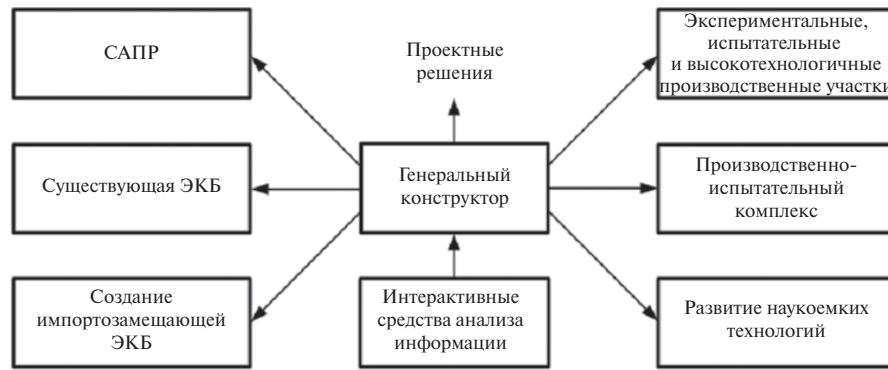 САПР
Проектные
решения
Экспериментальные,
испытательные
и высокотехнологичные
производственные участки
Существующая ЭКБ
Генеральный
конструктор
Производственно-
испытательный
комплекс
Создание
импортозамещающей
ЭКБ
Интерактивные
средства анализа
информации
Развитие наукоемких
технологий